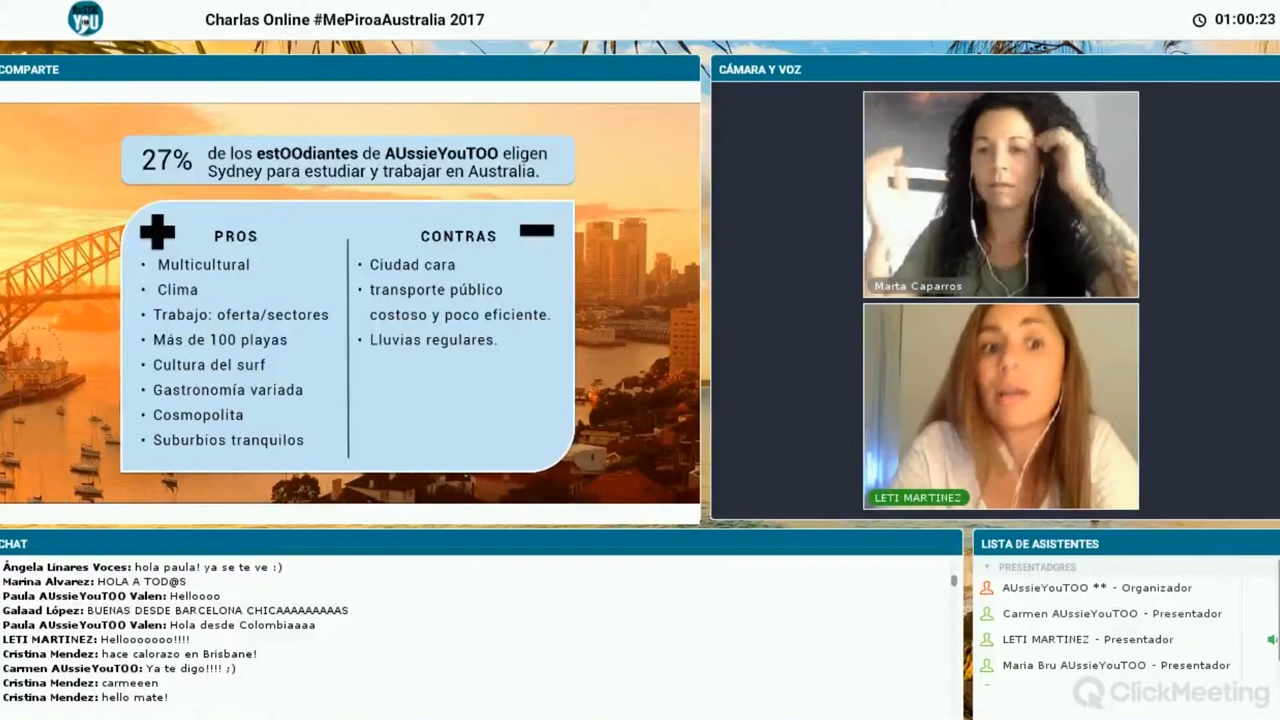 AUSSIE
YOU
Charlas Online #MePiroaAustralia 2017
01:00:23
COMPARTE
CÁMARA Y VOZ
27%
de los estOOdiantes de AUssieYouTOO eligen
Sydney para estudiar y trabajar en Australia.
PROS
CONTRAS
• Multicultural
• Clima
• Trabajo: oferta/sectores
• Más de 100 playas
• Cultura del surf
• Gastronomía variada
• Cosmopolita
• Suburbios tranquilos
• Ciudad cara
• transporte público
costoso y poco eficiente.
• Lluvias regulares.
Marta Caparros
LETI MARTINEZ
CHAT
Ángela Linares Voces: hola paula! ya se te ve :)
Marina Alvarez: HOLA A TOD@S
Paula AUssieYouTOO Valen: Helloooo
Galaad López: BUENAS DESDE BARCELONA CHICAAAAAAAAS
Paula AUssieYouTOO Valen: Hola desde Colombiaaaa
LETI MARTINEZ: Hellooooooo!!!!
Cristina Mendez: hace calorazo en Brisbane!
Carmen AUssieYouTOO: Ya te digo!!!! ;)
Cristina Mendez: carmeeen
Cristina Mendez: hello mate!
LISTA DE ASISTENTES
PRESENTADORES
AUssieYouTOO ** - Organizador
Carmen AUssieYouTOO - Presentador
LETI MARTINEZ - Presentador
Maria Bru AUssieYouTOO - Presentador
ClickMeeting